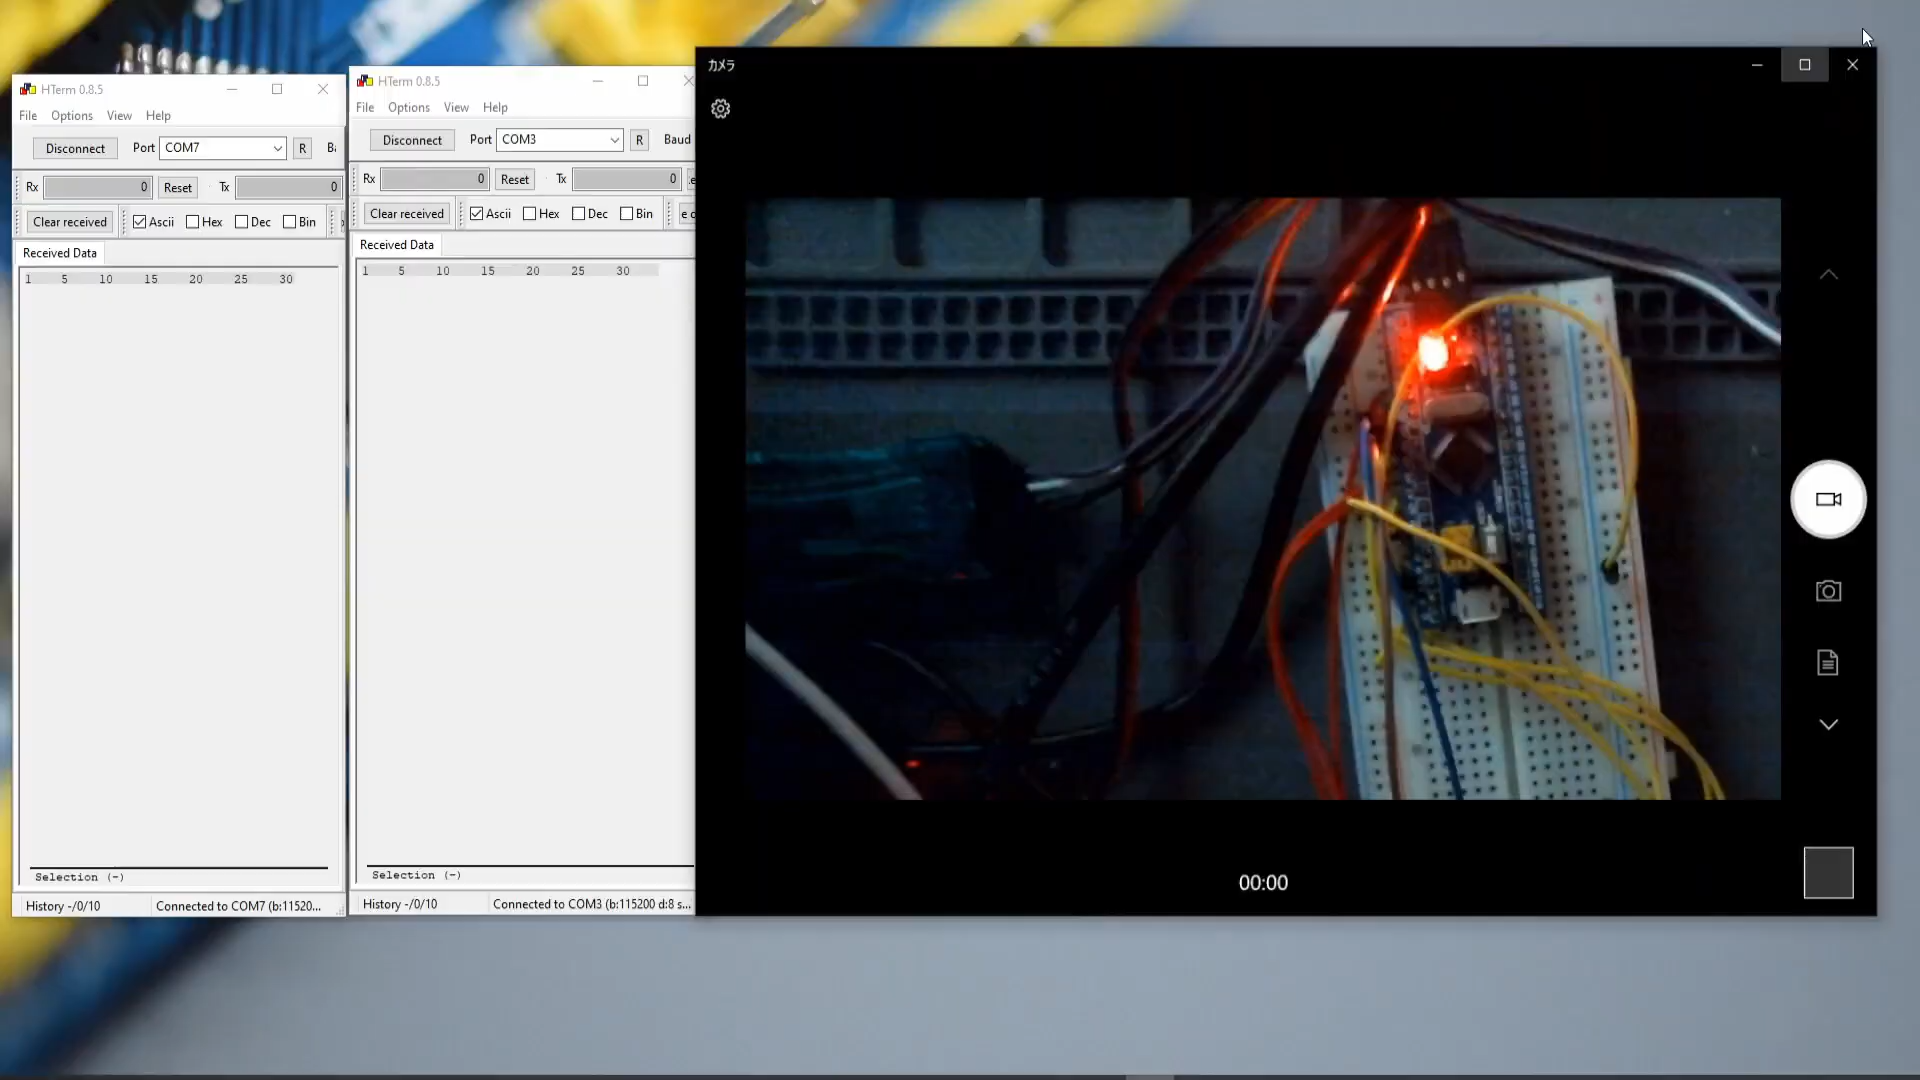 HTerm 0.8.5
File Options View Help
Disconnect Port COM7 R Ba
Rx 0 Reset Tx 0
Clear received Ascii Hex Dec Bin
Received Data
1 5 10 15 20 25 30
Selection (-)
History -/0/10 Connected to COM7 (b:11520...
HTerm 0.8.5
File Options View Help
Disconnect Port COM3 R Baud
Rx 0 Reset Tx 0
Clear received Ascii Hex Dec Bin
Received Data
1 5 10 15 20 25 30
Selection (-)
History -/0/10 Connected to COM3 (b:115200 d:8 s...
カメラ
00:00